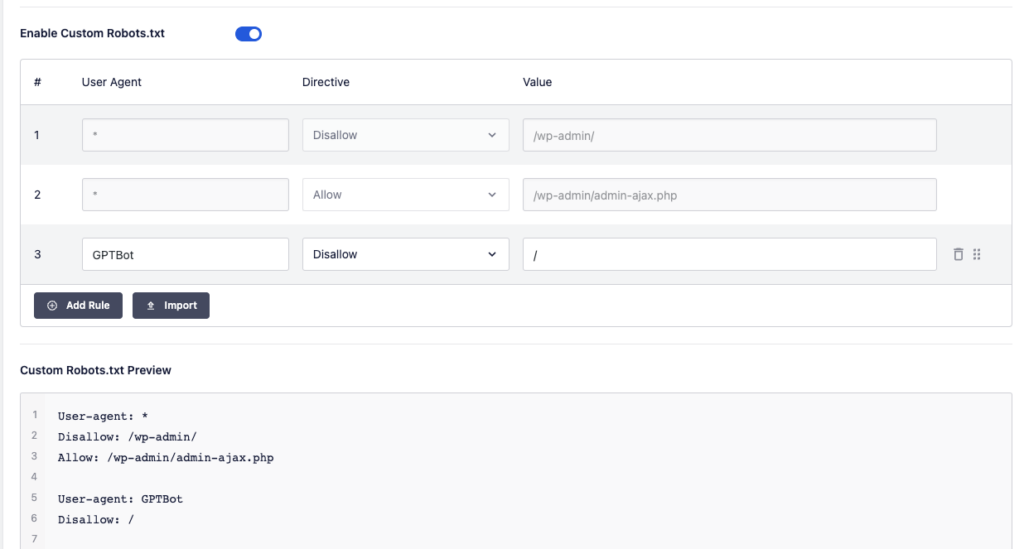 Enable Custom Robots.txt
# User Agent Directive Value
1 * Disallow /wp-admin/
2 * Allow /wp-admin/admin-ajax.php
3 GPTBot Disallow /
Add Rule Import
Custom Robots.txt Preview
1 User-agent: *
2 Disallow: /wp-admin/
3 Allow: /wp-admin/admin-ajax.php
4
5 User-agent: GPTBot
6 Disallow: /
7